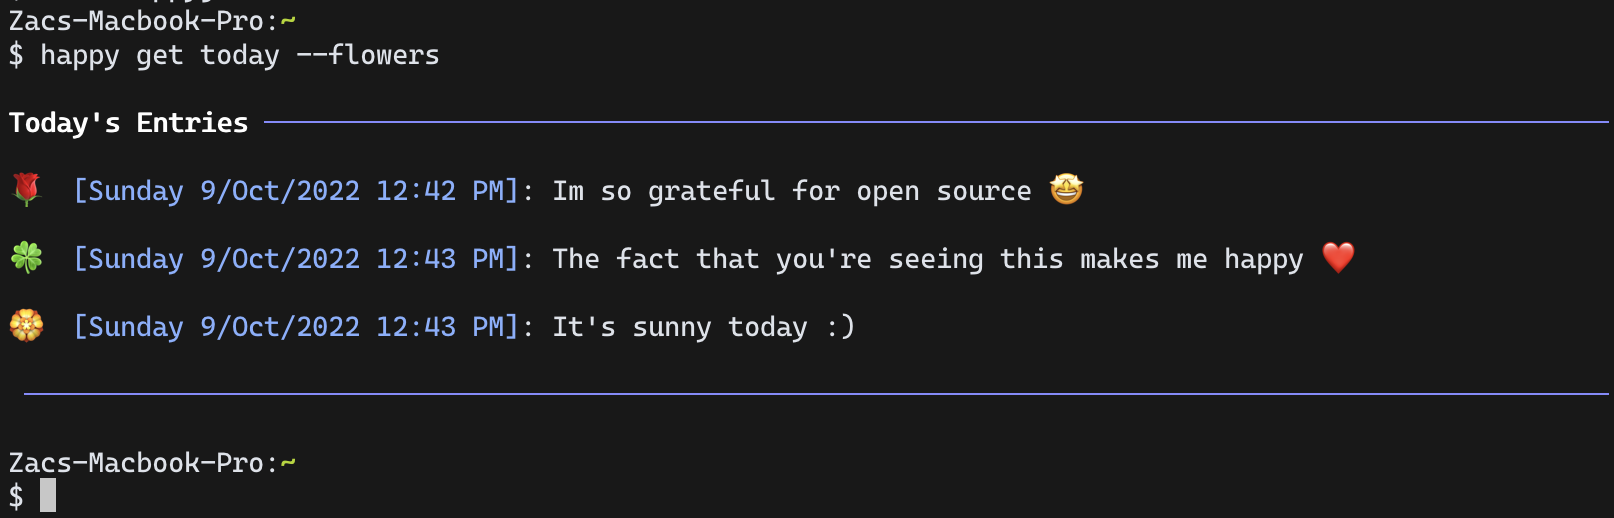 Zacs-Macbook-Pro:~
$ happy get today --flowers
Today's Entries
🌹 [Sunday 9/Oct/2022 12:42 PM]: Im so grateful for open source 🤩
🍀 [Sunday 9/Oct/2022 12:43 PM]: The fact that you're seeing this makes me happy ❤️
🏵️ [Sunday 9/Oct/2022 12:43 PM]: It's sunny today :)
Zacs-Macbook-Pro:~
$